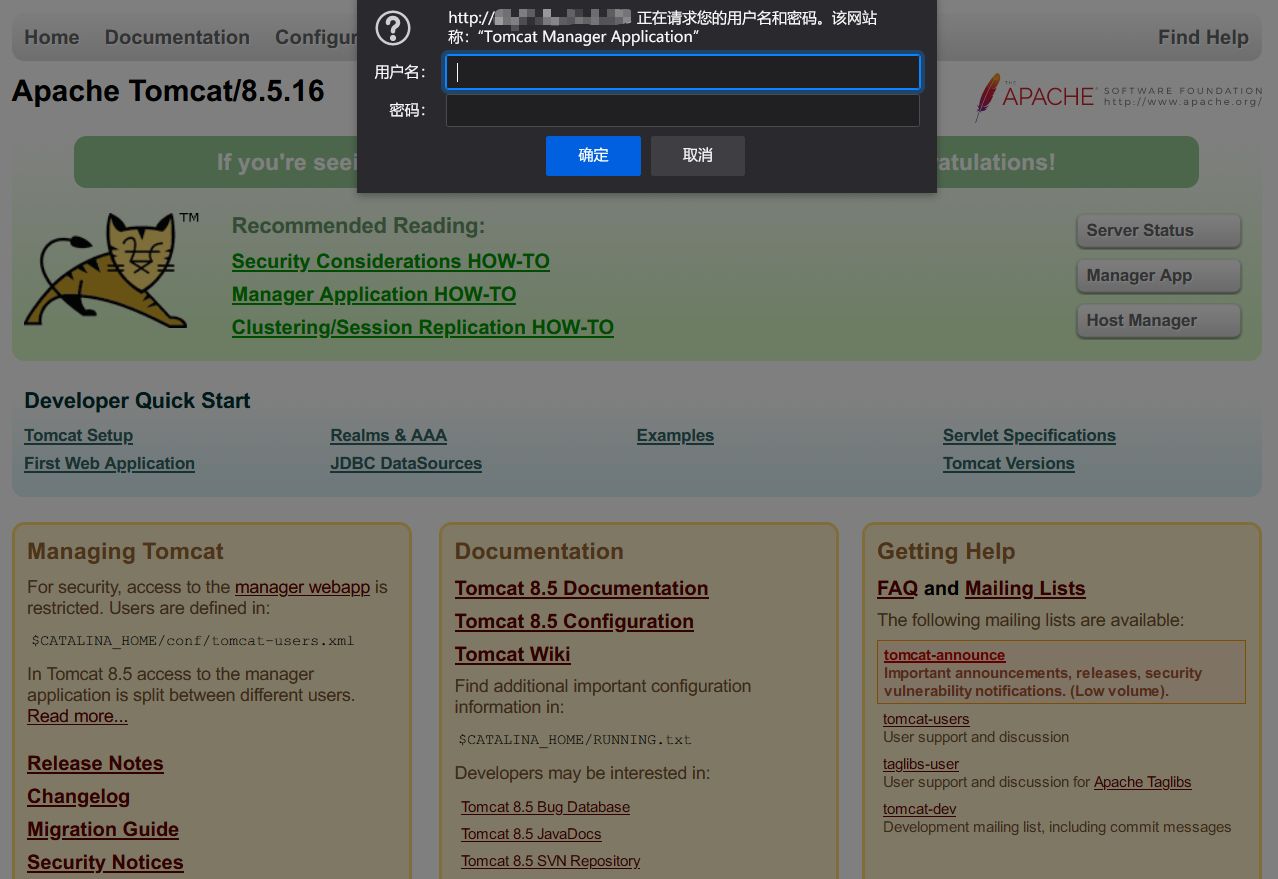 http:// 正在请求您的用户名和密码。该网站
称：“Tomcat Manager Application”
用户名：
密码：
确定 取消
Home Documentation Configur Find Help
Apache Tomcat/8.5.16
THE
APACHE SOFTWARE FOUNDATION
http://www.apache.org/
If you're seei atulations!
TM
Recommended Reading:
Security Considerations HOW-TO
Manager Application HOW-TO
Clustering/Session Replication HOW-TO
Server Status
Manager App
Host Manager
Developer Quick Start
Tomcat Setup
First Web Application
Realms & AAA
JDBC DataSources
Examples
Servlet Specifications
Tomcat Versions
Managing Tomcat
For security, access to the manager webapp is
restricted. Users are defined in:
$CATALINA_HOME/conf/tomcat-users.xml
In Tomcat 8.5 access to the manager
application is split between different users.
Read more...
Release Notes
Changelog
Migration Guide
Security Notices
Documentation
Tomcat 8.5 Documentation
Tomcat 8.5 Configuration
Tomcat Wiki
Find additional important configuration
information in:
$CATALINA_HOME/RUNNING.txt
Developers may be interested in:
Tomcat 8.5 Bug Database
Tomcat 8.5 JavaDocs
Tomcat 8.5 SVN Repository
Getting Help
FAQ and Mailing Lists
The following mailing lists are available:
tomcat-announce
Important announcements, releases, security
vulnerability notifications. (Low volume).
tomcat-users
User support and discussion
taglibs-user
User support and discussion for Apache Taglibs
tomcat-dev
Development mailing list, including commit messages